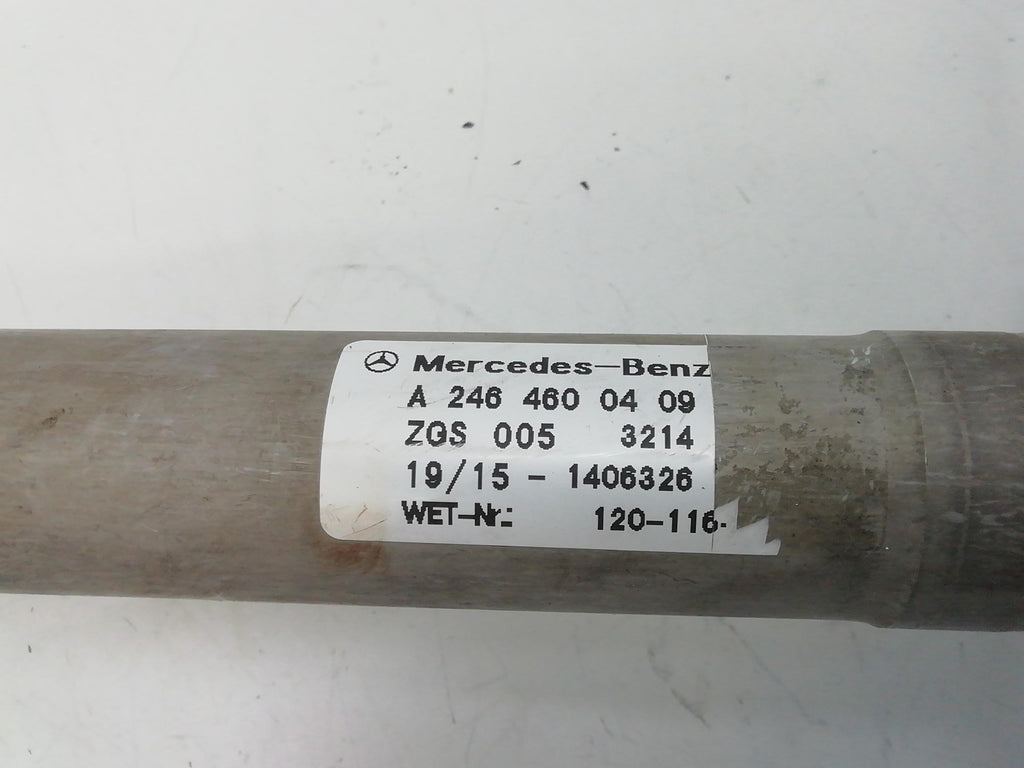 Mercedes-Benz
A 246 460 04 09
ZGS 005 3214
19/15 - 1406326
WET-Nr.: 120-116-